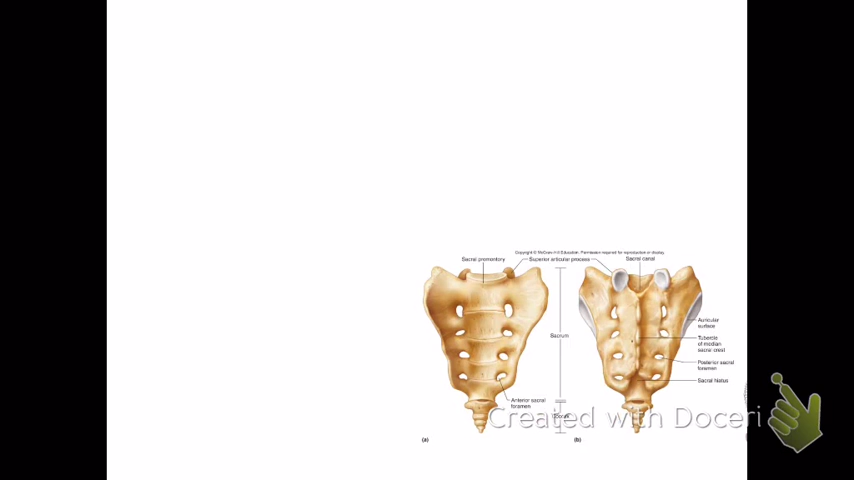 Copyright © McGraw-Hill Education. Permission required for reproduction or display.
Sacral promontory
Superior articular process
Sacral canal
Auricular
surface
Sacrum
Tubercle
of median
sacral crest
Posterior sacral
foramen
Sacral hiatus
Anterior sacral
foramen
Created with Doceri
(a)
(b)